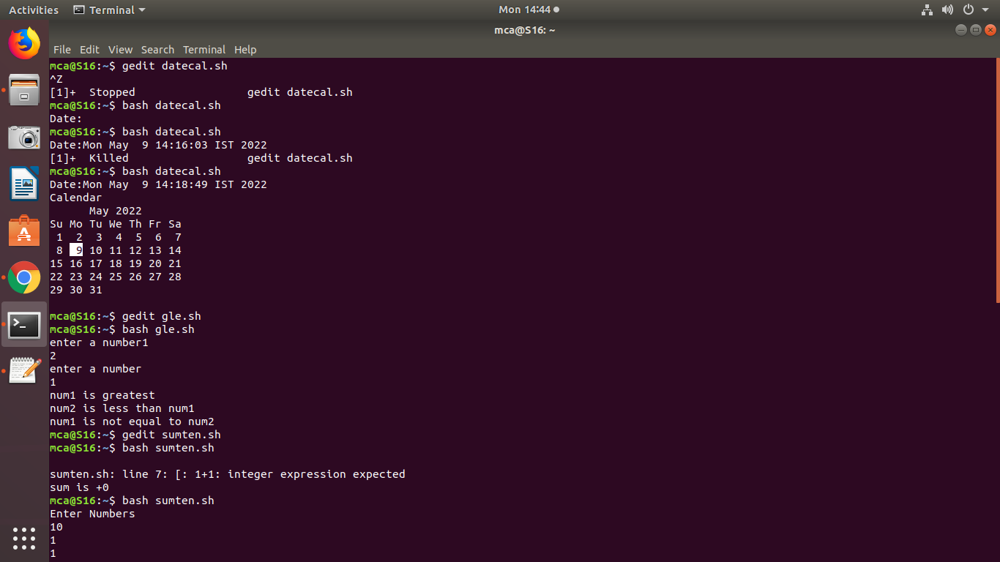 Activities Terminal Mon 14:44
mca@S16: ~
File Edit View Search Terminal Help
mca@S16:~$ gedit datecal.sh
^Z
[1]+  Stopped                 gedit datecal.sh
mca@S16:~$ bash datecal.sh
Date:
mca@S16:~$ bash datecal.sh
Date:Mon May  9 14:16:03 IST 2022
[1]+  Killed                  gedit datecal.sh
mca@S16:~$ bash datecal.sh
Date:Mon May  9 14:18:49 IST 2022
Calendar
      May 2022
Su Mo Tu We Th Fr Sa
 1  2  3  4  5  6  7
 8  9 10 11 12 13 14
15 16 17 18 19 20 21
22 23 24 25 26 27 28
29 30 31
mca@S16:~$ gedit gle.sh
mca@S16:~$ bash gle.sh
enter a number1
2
enter a number
1
num1 is greatest
num2 is less than num1
num1 is not equal to num2
mca@S16:~$ gedit sumten.sh
mca@S16:~$ bash sumten.sh
sumten.sh: line 7: [: 1+1: integer expression expected
sum is +0
mca@S16:~$ bash sumten.sh
Enter Numbers
10
1
1